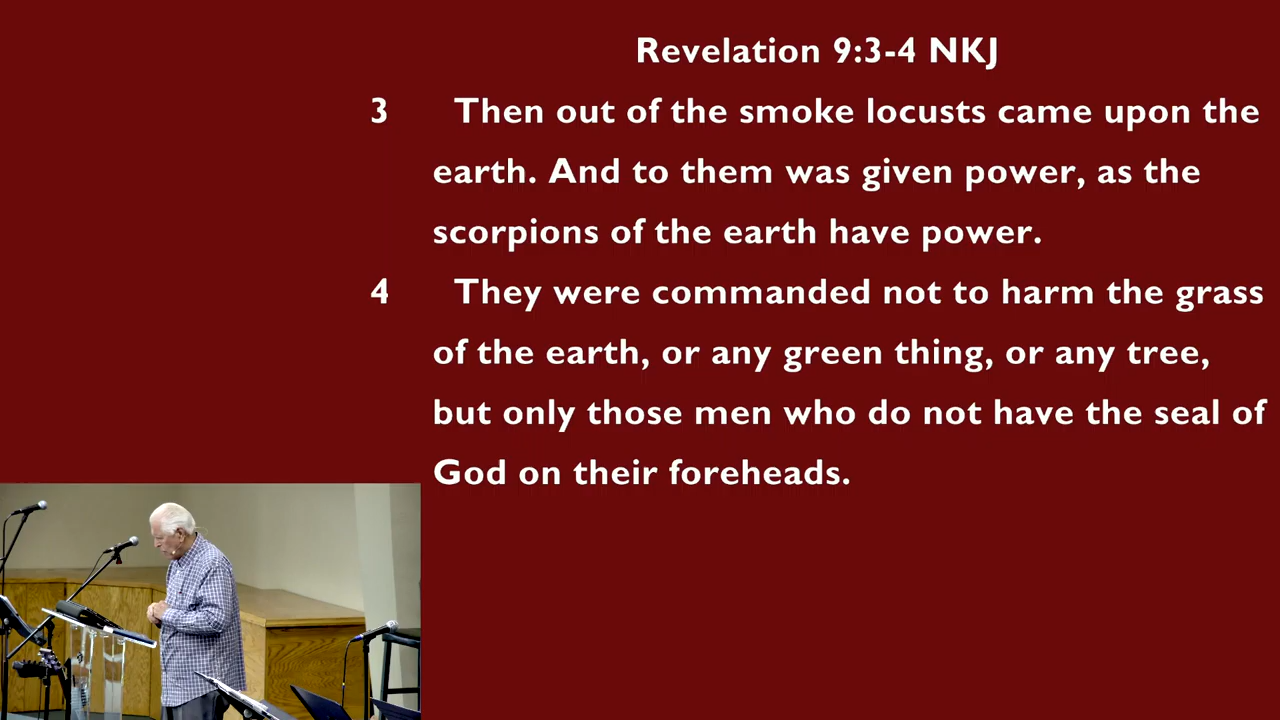 Revelation 9:3-4 NKJ
3 Then out of the smoke locusts came upon the
earth. And to them was given power, as the
scorpions of the earth have power.
4 They were commanded not to harm the grass
of the earth, or any green thing, or any tree,
but only those men who do not have the seal of
God on their foreheads.